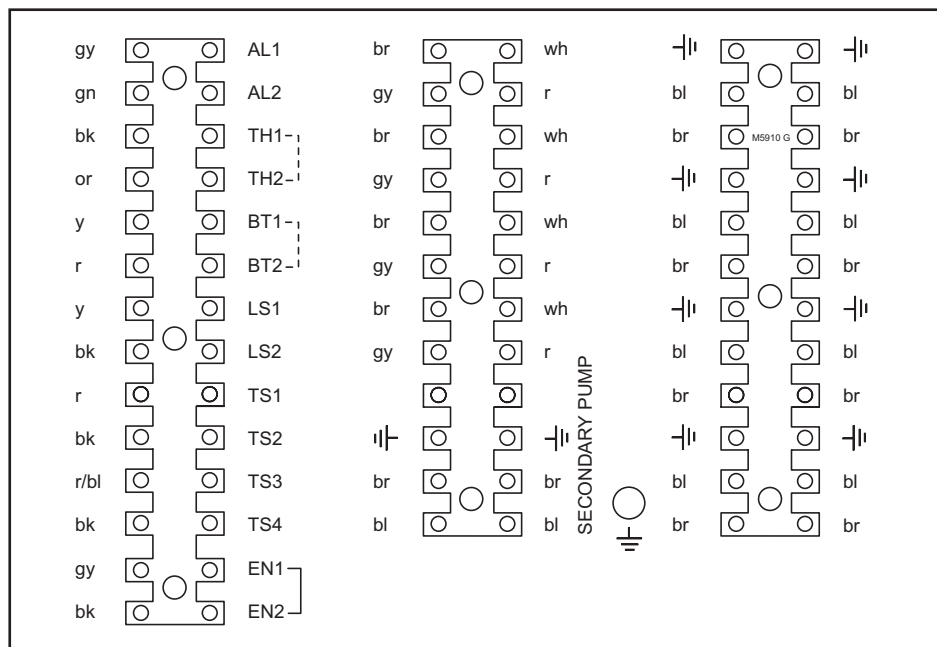 gy AL1
gn AL2
bk TH1
or TH2
y BT1
r BT2
y LS1
bk LS2
r TS1
bk TS2
r/bl TS3
bk TS4
gy EN1
bk EN2
br wh
gy r
br wh
gy r
br wh
gy r
br wh
gy r
br br
bl bl
SECONDARY PUMP
bl bl
br M5910 G br
bl bl
br br
bl bl
br br
bl bl
br br